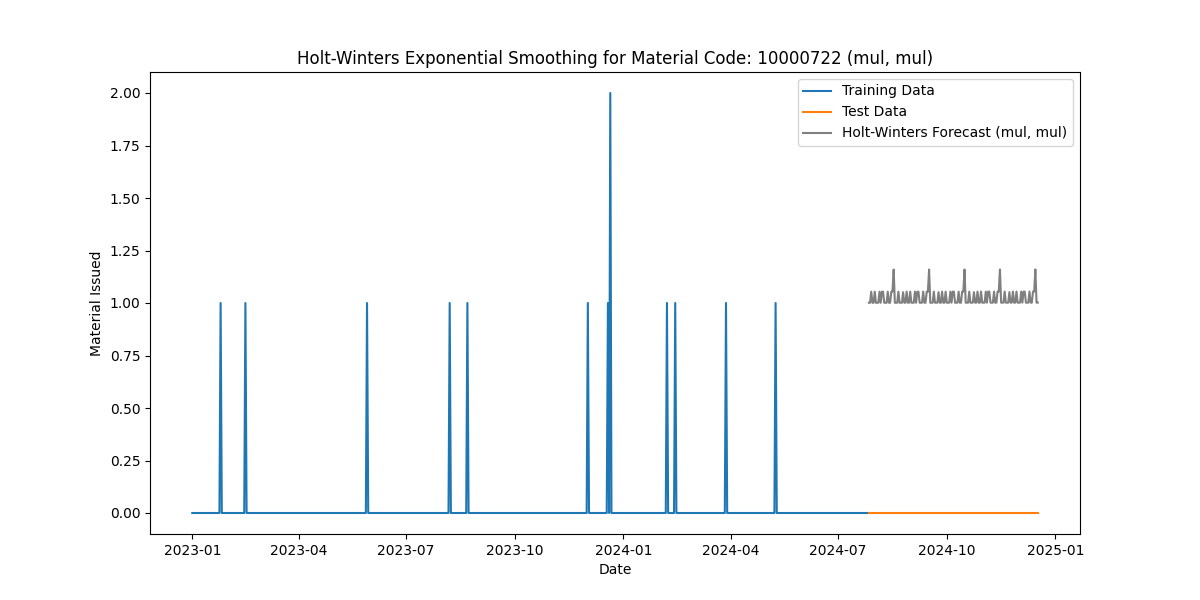 Holt-Winters Exponential Smoothing for Material Code: 10000722 (mul, mul)
Training Data
Test Data
Holt-Winters Forecast (mul, mul)
Material Issued
2.00
1.75
1.50
1.25
1.00
0.75
0.50
0.25
0.00
2023-01 2023-04 2023-07 2023-10 2024-01 2024-04 2024-07 2024-10 2025-01
Date